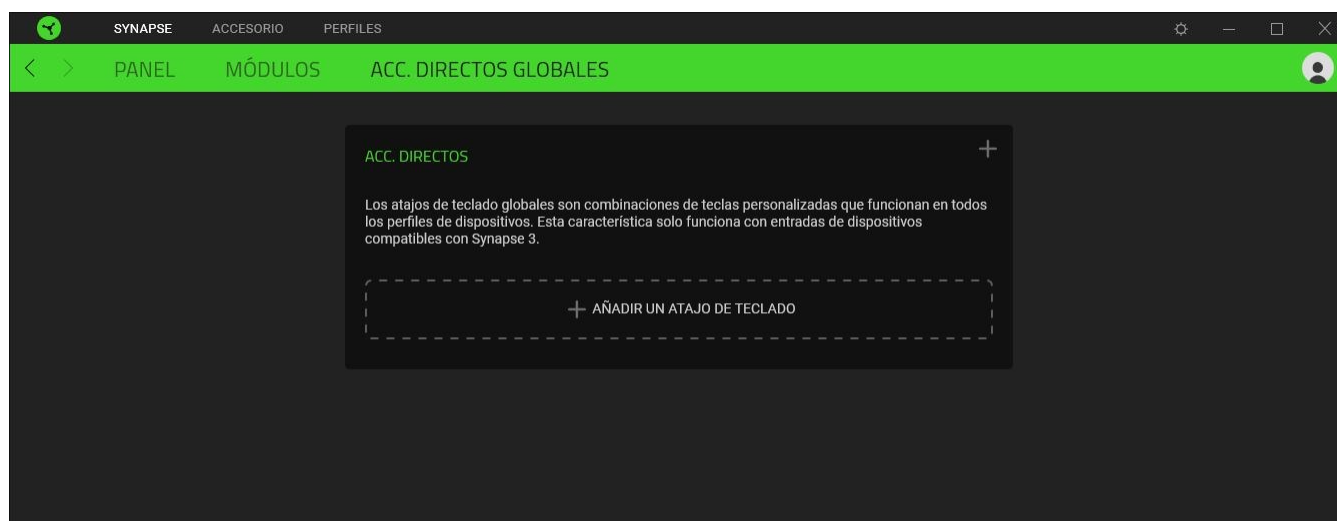 SYNAPSE ACCESORIO PERFILES
PANEL MÓDULOS ACC. DIRECTOS GLOBALES
ACC. DIRECTOS
Los atajos de teclado globales son combinaciones de teclas personalizadas que funcionan en todos
los perfiles de dispositivos. Esta característica solo funciona con entradas de dispositivos
compatibles con Synapse 3.
AÑADIR UN ATAJO DE TECLADO